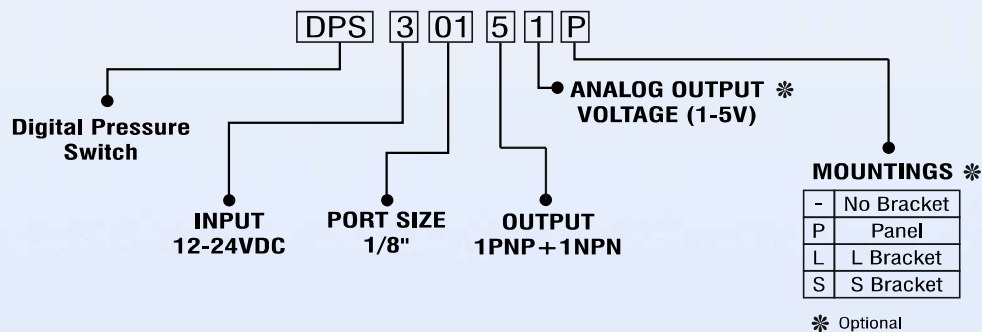 DPS 3 01 5 1 P
Digital Pressure
Switch
INPUT
12-24VDC
PORT SIZE
1/8"
OUTPUT
1PNP+1NPN
ANALOG OUTPUT ✽
VOLTAGE (1-5V)
MOUNTINGS ✽
- No Bracket
P Panel
L L Bracket
S S Bracket
✽ Optional